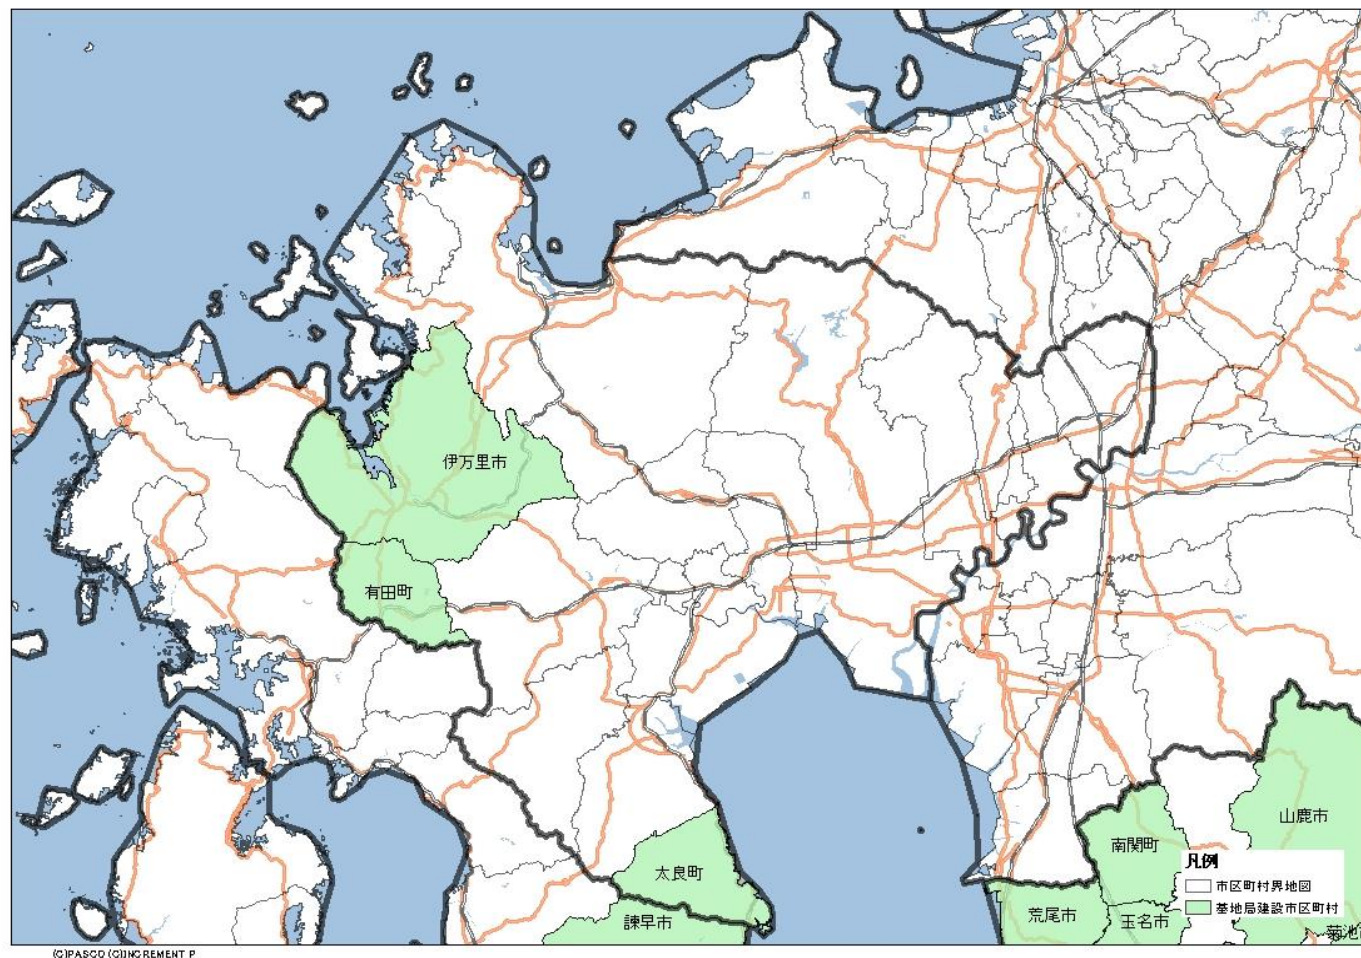 伊万里市
有田町
山鹿市
南関町
凡例
太良町
市区町村界地図
荒尾市
玉名市
基地局建設市区町村
諫早市
菊池
(C)PASCO (C)INCREMENT P